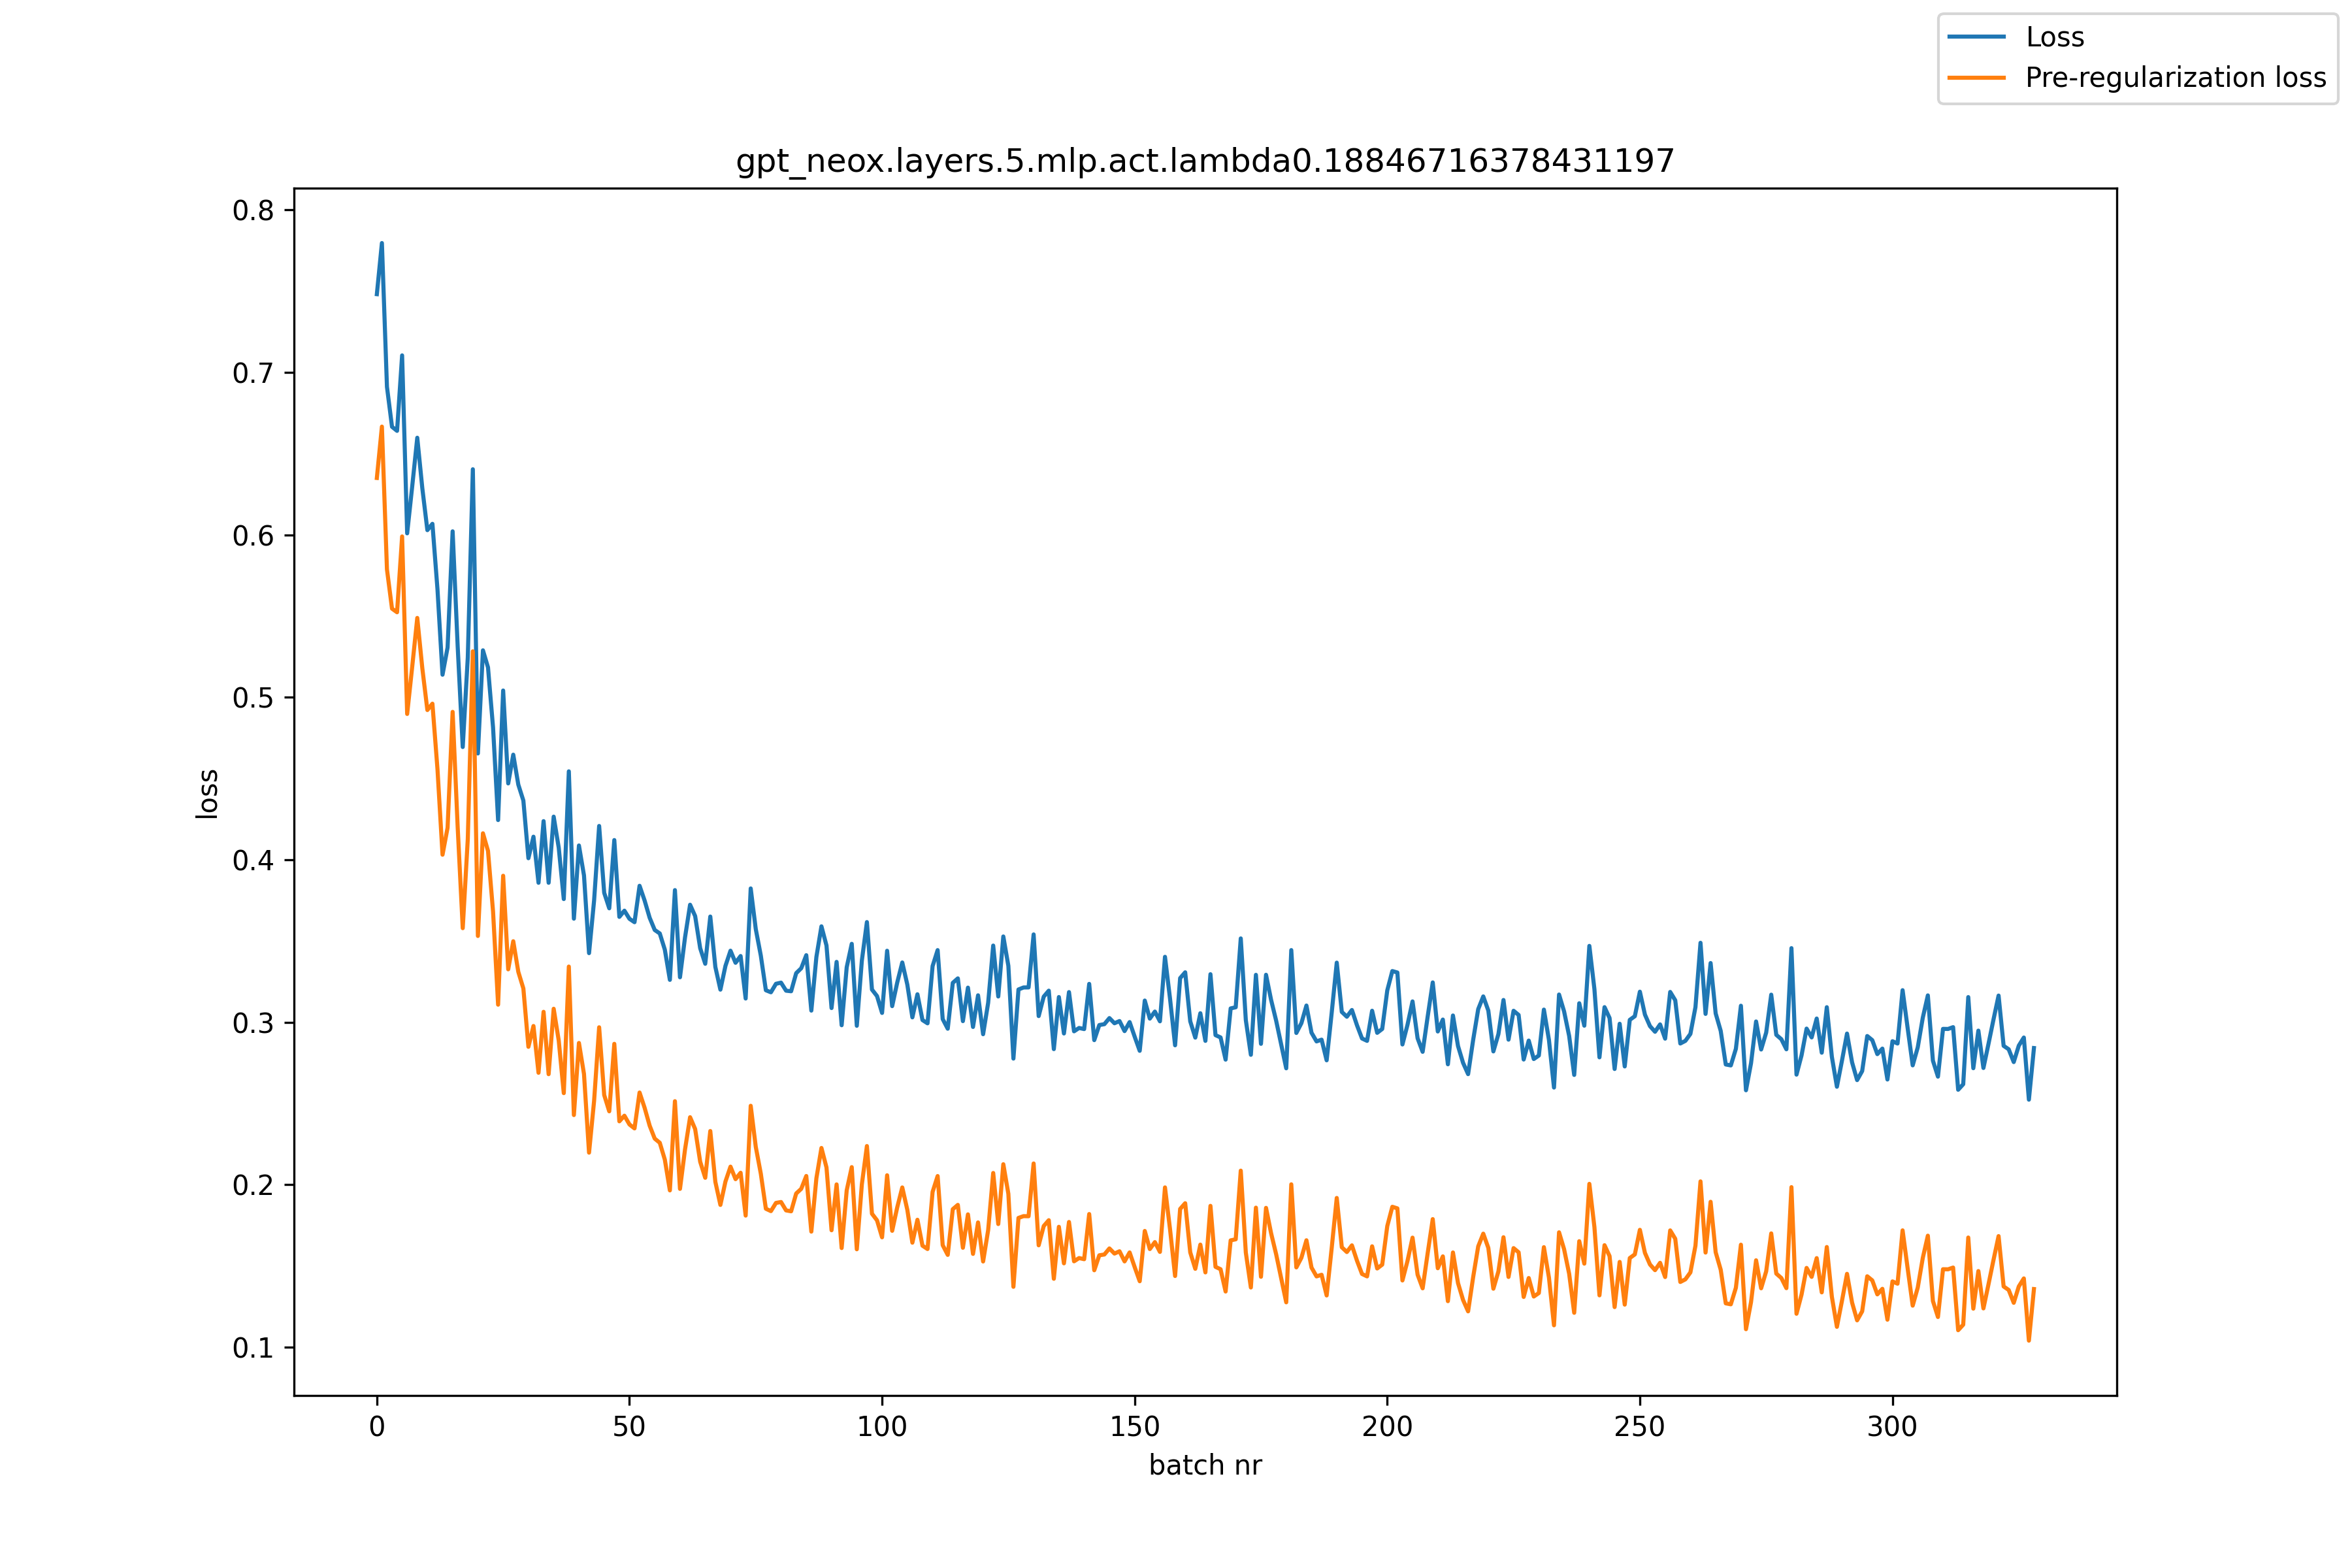 Loss
Pre-regularization loss
gpt_neox.layers.5.mlp.act.lambda0.18846716378431197
0.8
0.7
0.6
0.5
0.4
0.3
0.2
0.1
loss
0 50 100 150 200 250 300
batch nr